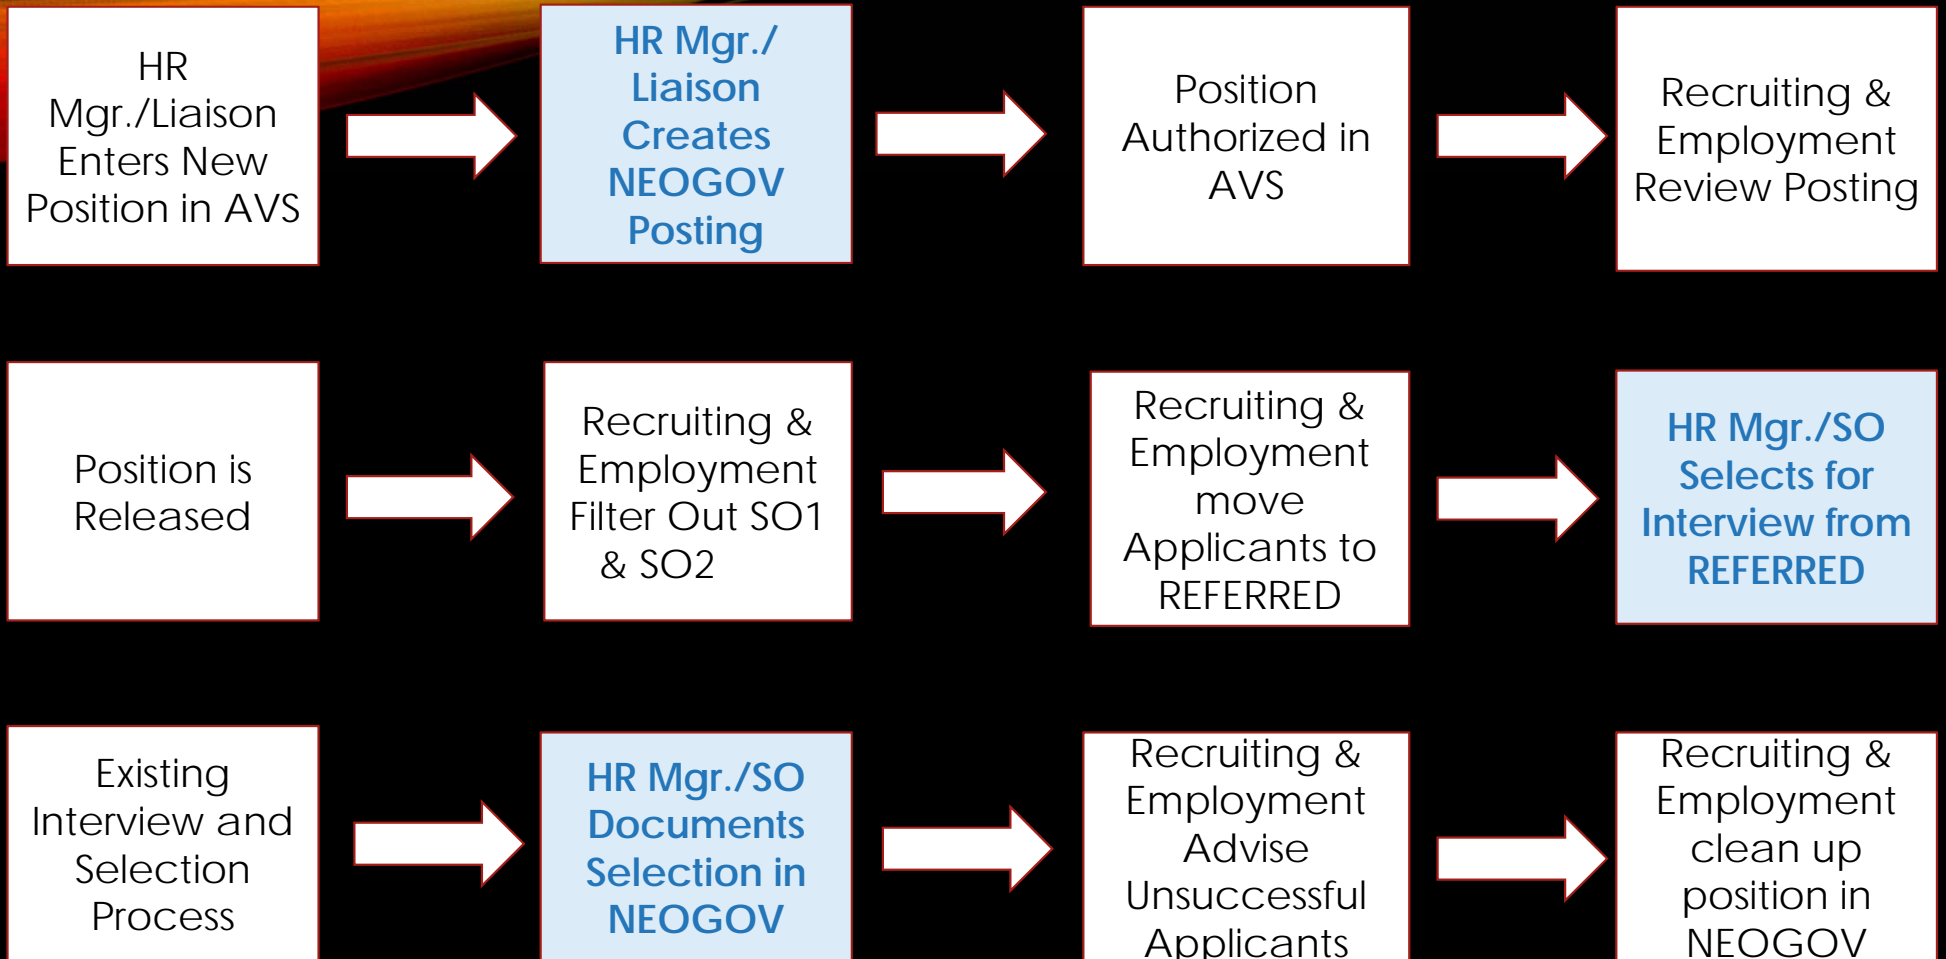 HR
Mgr./Liaison
Enters New
Position in AVS
HR Mgr./
Liaison
Creates
NEOGOV
Posting
Position
Authorized in
AVS
Recruiting &
Employment
Review Posting
Position is
Released
Recruiting &
Employment
Filter Out SO1
& SO2
Recruiting &
Employment
move
Applicants to
REFERRED
HR Mgr./SO
Selects for
Interview from
REFERRED
Existing
Interview and
Selection
Process
HR Mgr./SO
Documents
Selection in
NEOGOV
Recruiting &
Employment
Advise
Unsuccessful
Applicants
Recruiting &
Employment
clean up
position in
NEOGOV